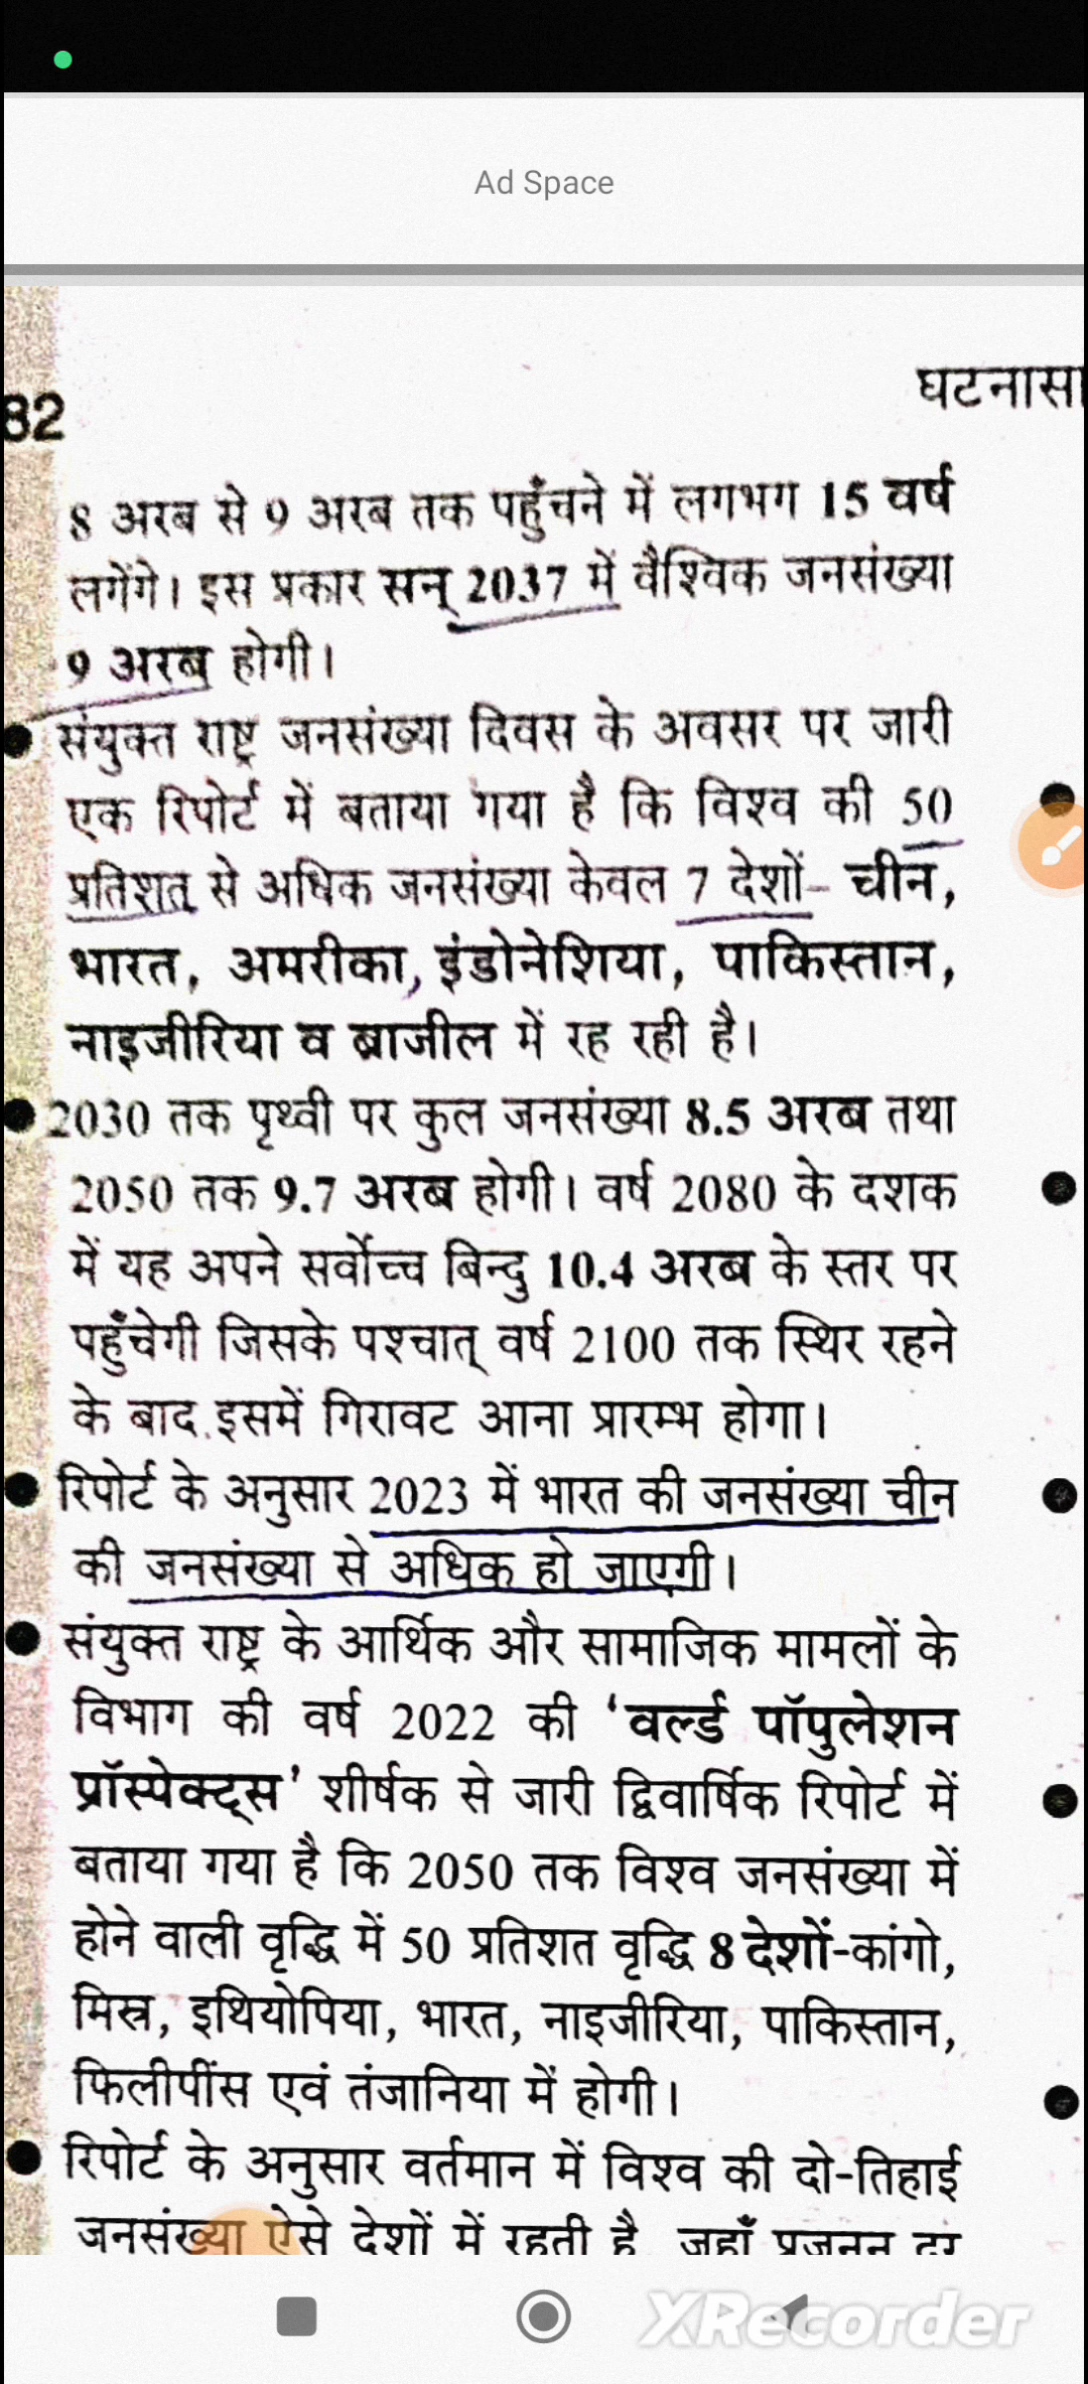 Ad Space
घटनासा
82
8 अरब से 9 अरब तक पहुँचने में लगभग 15 वर्ष
लगेंगे। इस प्रकार सन् 2037 में वैश्विक जनसंख्या
9 अरब होगी।
संयुक्त राष्ट्र जनसंख्या दिवस के अवसर पर जारी
एक रिपोर्ट में बताया गया है कि विश्व की 50
प्रतिशत् से अधिक जनसंख्या केवल 7 देशों- चीन,
भारत, अमरीका, इंडोनेशिया, पाकिस्तान,
नाइजीरिया व ब्राजील में रह रही है।
2030 तक पृथ्वी पर कुल जनसंख्या 8.5 अरब तथा
2050 तक 9.7 अरब होगी। वर्ष 2080 के दशक
में यह अपने सर्वोच्च बिन्दु 10.4 अरब के स्तर पर
पहुँचेगी जिसके पश्चात् वर्ष 2100 तक स्थिर रहने
के बाद इसमें गिरावट आना प्रारम्भ होगा।
रिपोर्ट के अनुसार 2023 में भारत की जनसंख्या चीन
की जनसंख्या से अधिक हो जाएगी।
संयुक्त राष्ट्र के आर्थिक और सामाजिक मामलों के
विभाग की वर्ष 2022 की 'वर्ल्ड पॉपुलेशन
प्रॉस्पेक्ट्स' शीर्षक से जारी द्विवार्षिक रिपोर्ट में
बताया गया है कि 2050 तक विश्व जनसंख्या में
होने वाली वृद्धि में 50 प्रतिशत वृद्धि 8 देशों-कांगो,
मिस्र, इथियोपिया, भारत, नाइजीरिया, पाकिस्तान,
फिलीपींस एवं तंजानिया में होगी।
रिपोर्ट के अनुसार वर्तमान में विश्व की दो-तिहाई
जनसंख्या ऐसे देशों में रहती है जहाँ प्रजनन दर
XRecorder